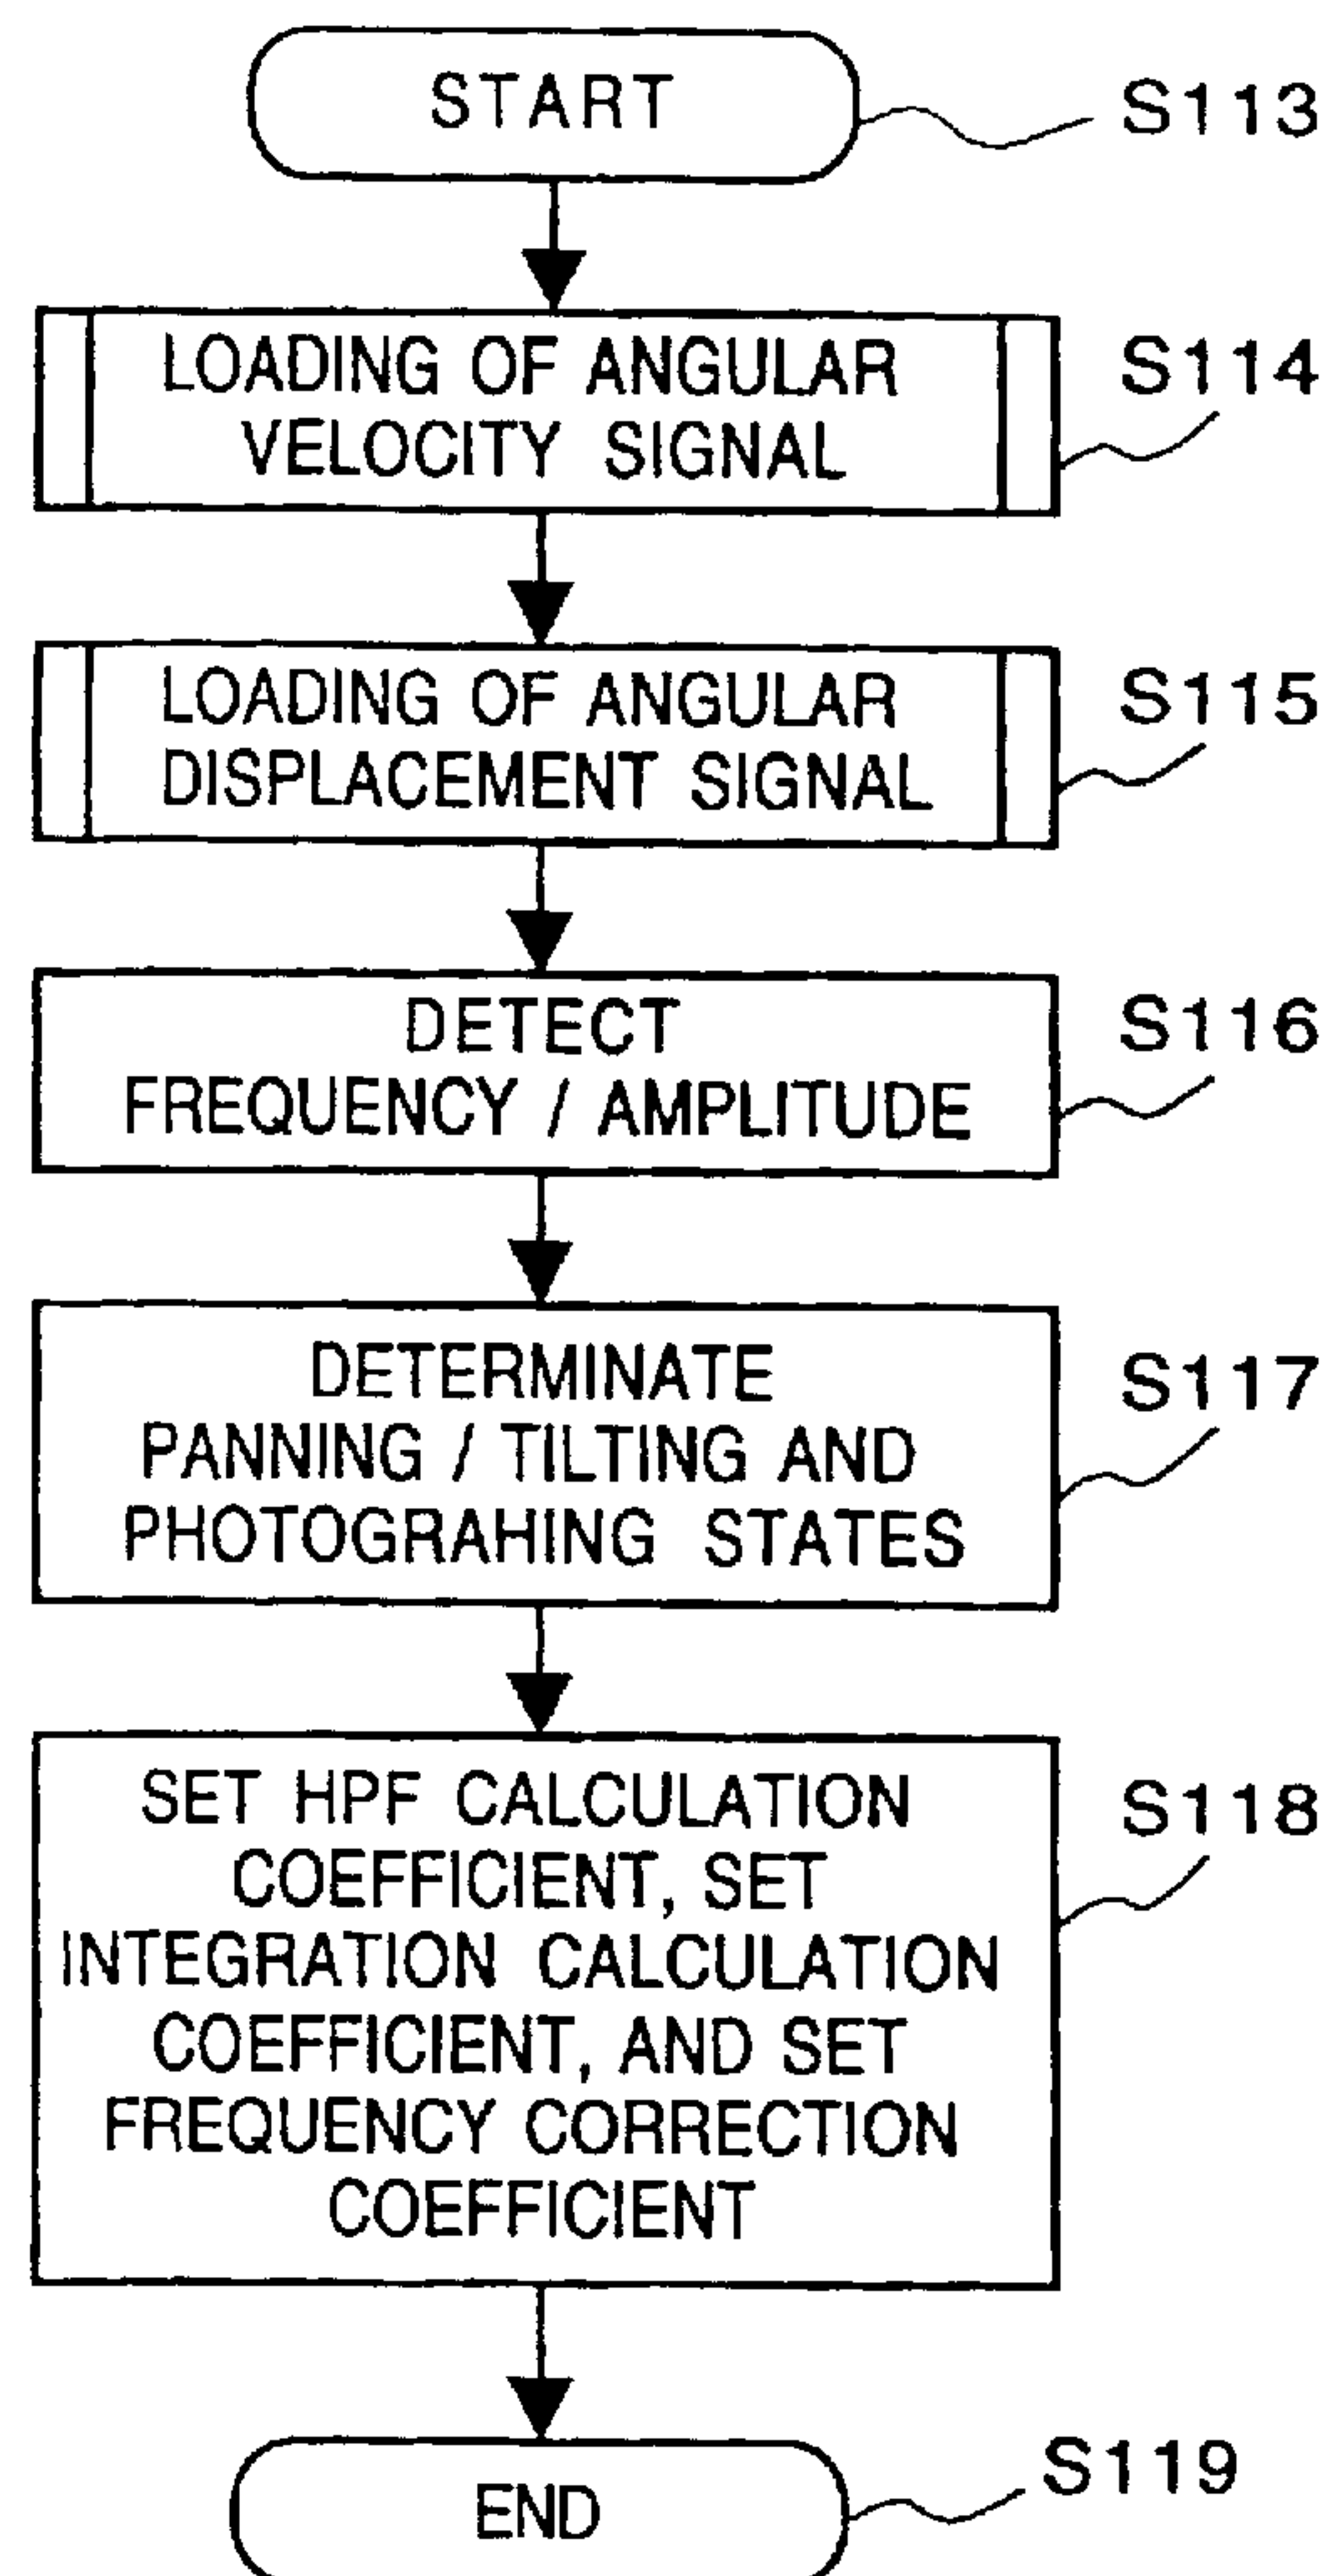 START
S113
LOADING OF ANGULAR
VELOCITY SIGNAL
S114
LOADING OF ANGULAR
DISPLACEMENT SIGNAL
S115
DETECT
FREQUENCY / AMPLITUDE
S116
DETERMINATE
PANNING / TILTING AND
PHOTOGRAHING STATES
S117
SET HPF CALCULATION
COEFFICIENT, SET
INTEGRATION CALCULATION
COEFFICIENT, AND SET
FREQUENCY CORRECTION
COEFFICIENT
S118
END
S119